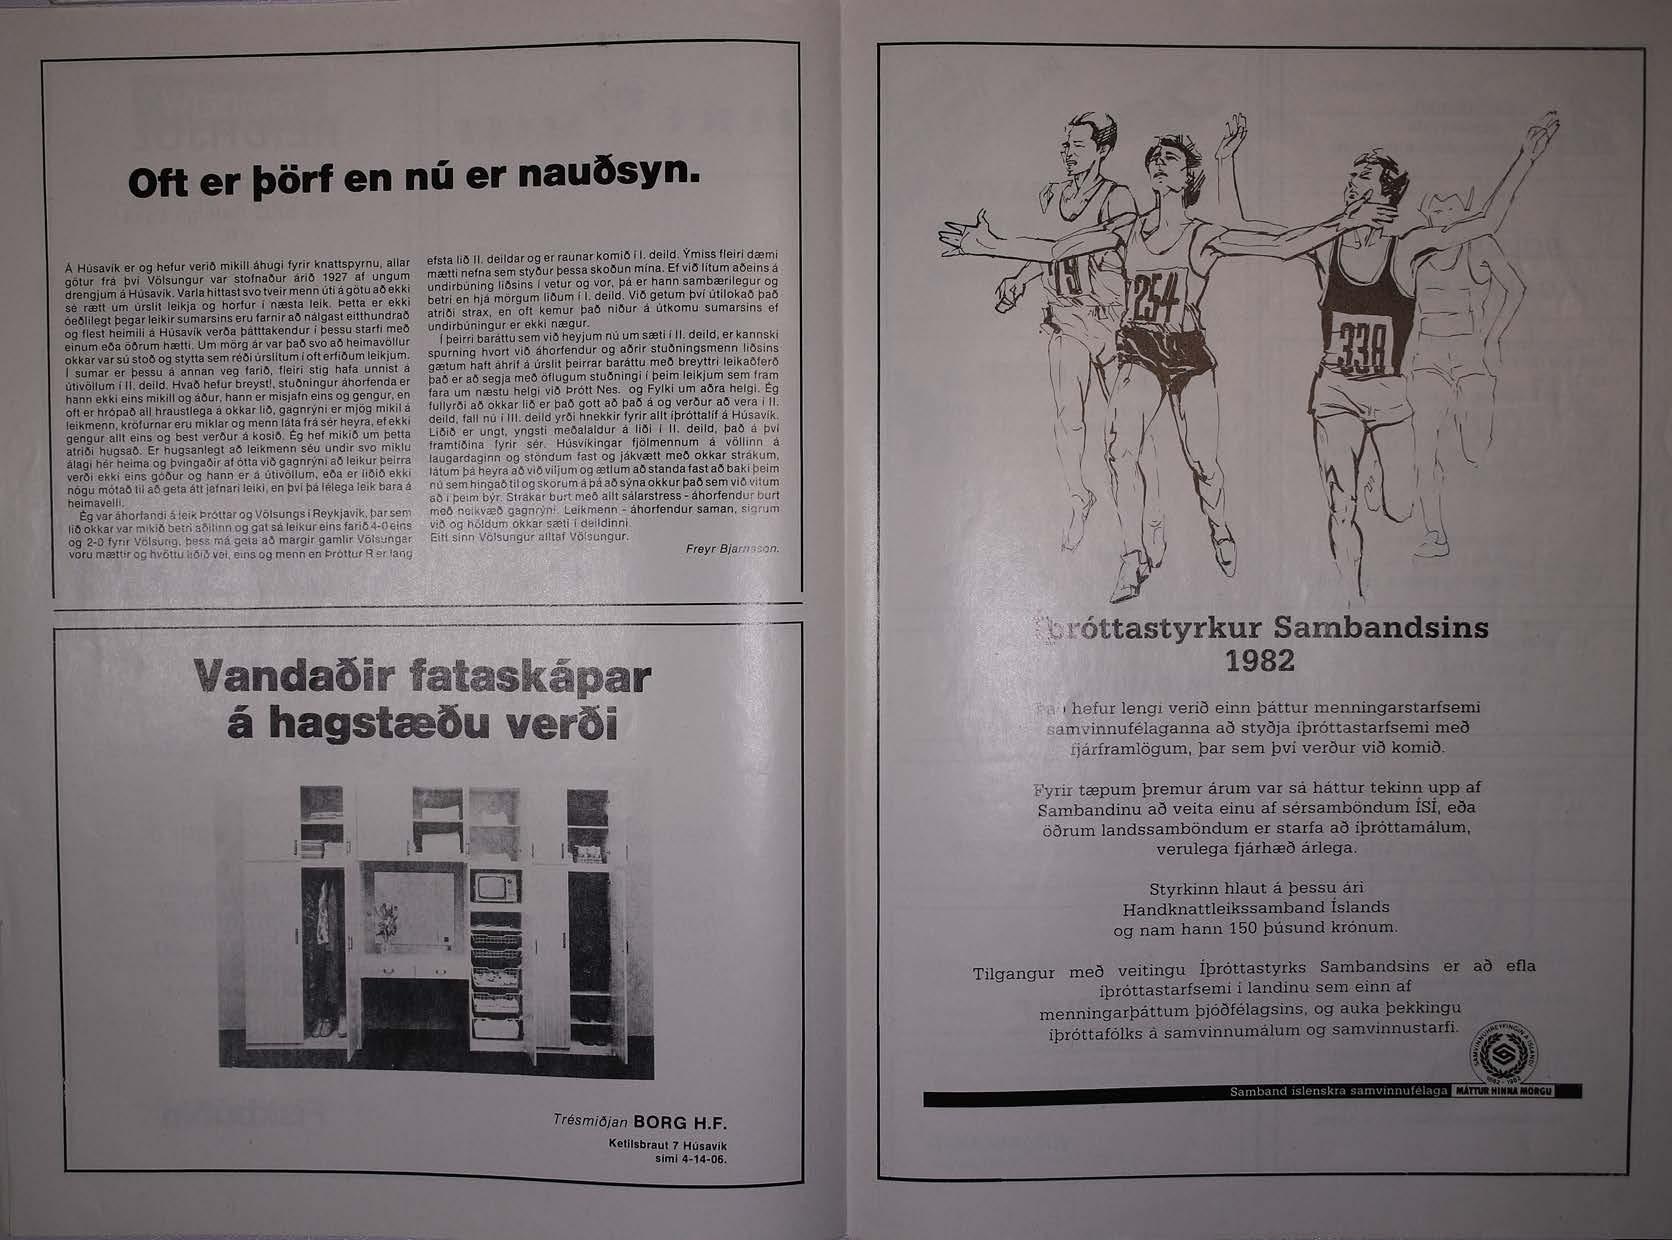 Oft er þörf en nú er nauðsyn.
Á Húsavík er og hefur verið mikill áhugi fyrir knattspyrnu, allar
götur frá því Völsungur var stofnaður árið 1927 af ungum
drengjum á Húsavík. Varla hittast svo tveir menn úti á götu að ekki
sé rætt um úrslit leikja og horfur í næsta leik. Þetta er ekki
óeðlilegt þegar leikir sumarsins eru farnir að nálgast eitthundrað
og flest heimili á Húsavík verða þátttakendur í þessu starfi með
einum eða öðrum hætti. Um mörg ár var það svo að heimavöllur
okkar var sú stoð og stytta sem réði úrslitum í oft erfiðum leikjum.
Í sumar er þessu á annan veg farið, fleiri stig hafa unnist á
útivöllum í II. deild. Hvað hefur breyst!, stuðningur áhorfenda er
hann ekki eins mikill og áður, hann er misjafn eins og gengur, en
oft er hrópað all hraustlega á okkar lið, gagnrýni er mjög mikil á
leikmenn, kröfurnar eru miklar og menn láta frá sér heyra, ef ekki
gengur allt eins og best verður á kosið. Ég hef mikið um þetta
atriði hugsað. Er hugsanlegt að leikmenn séu undir svo miklu
álagi hér heima og þvingaðir af ótta við gagnrýni að leikur þeirra
verði ekki eins góður og hann er á útivöllum, eða er liðið ekki
nógu mótað til að geta átt jafnari leiki, en því þá lélega leik bara á
heimavelli.
Ég var áhorfandi á leik Þróttar og Völsungs í Reykjavík, þar sem
lið okkar var mikið betri aðilinn og gat sá leikur eins farið 4-0 eins
og 2-0 fyrir Völsung, þess má geta að margir gamlir Völsungar
voru mættir og hvöttu liðið vel, eins og menn en Þróttur R er lang
efsta lið II. deildar og er raunar komið í I. deild. Ýmiss fleiri dæmi
mætti nefna sem styður þessa skoðun mína. Ef við lítum aðeins á
undirbúning liðsins í vetur og vor, þá er hann sambærilegur og
betri en hjá mörgum liðum í I. deild. Við getum því útilokað það
atriði strax, en oft kemur það niður á útkomu sumarsins ef
undirbúningur er ekki nægur.
Í þeirri baráttu sem við heyjum nú um sæti í II. deild, er kannski
spurning hvort við áhorfendur og aðrir stuðningsmenn liðsins
gætum haft áhrif á úrslit þeirrar baráttu með breyttri leikaðferð
það er að segja með öflugum stuðningi í þeim leikjum sem fram
fara um næstu helgi við Þrótt Nes. og Fylki um aðra helgi. Ég
fullyrði að okkar lið er það gott að það á og verður að vera í II.
deild, fall nú í III. deild yrði hnekkir fyrir allt íþróttalíf á Húsavík.
Liðið er ungt, yngsti meðalaldur á liði í II. deild, það á því
framtíðina fyrir sér. Húsvíkingar fjölmennum á völlinn á
laugardaginn og stöndum fast og jákvætt með okkar strákum,
látum þá heyra að við viljum og ætlum að standa fast að baki þeim
nú sem hingað til og skorum á þá að sýna okkur það sem við vitum
að í þeim býr. Strákar burt með allt sálarstress - áhorfendur burt
með neikvæð gagnrýni. Leikmenn - áhorfendur saman, sigrum
við og höldum okkar sæti í deildinni.
Eitt sinn Völsungur alltaf Völsungur.
Freyr Bjarnason.
Vandaðir fataskápar
á hagstæðu verði
Trésmiðjan BORG H.F.
Ketilsbraut 7 Húsavík
sími 4-14-06.
79
254
338
Íþróttastyrkur Sambandsins
1982
Það hefur lengi verið einn þáttur menningarstarfsemi
samvinnufélaganna að styðja íþróttastarfsemi með
fjárframlögum, þar sem því verður við komið.
Fyrir tæpum þremur árum var sá háttur tekinn upp af
Sambandinu að veita einu af sérsamböndum ÍSÍ, eða
öðrum landssamböndum er starfa að íþróttamálum,
verulega fjárhæð árlega.
Styrkinn hlaut á þessu ári
Handknattleikssamband Íslands
og nam hann 150 þúsund krónum.
Tilgangur með veitingu Íþróttastyrks Sambandsins er að efla
íþróttastarfsemi í landinu sem einn af
menningarþáttum þjóðfélagsins, og auka þekkingu
íþróttafólks á samvinnumálum og samvinnustarfi.
SAMVINNUHREYFINGIN Á ÍSLANDI
1882 - 1982
Samband íslenskra samvinnufélaga MÁTTUR HINNA MÖRGU